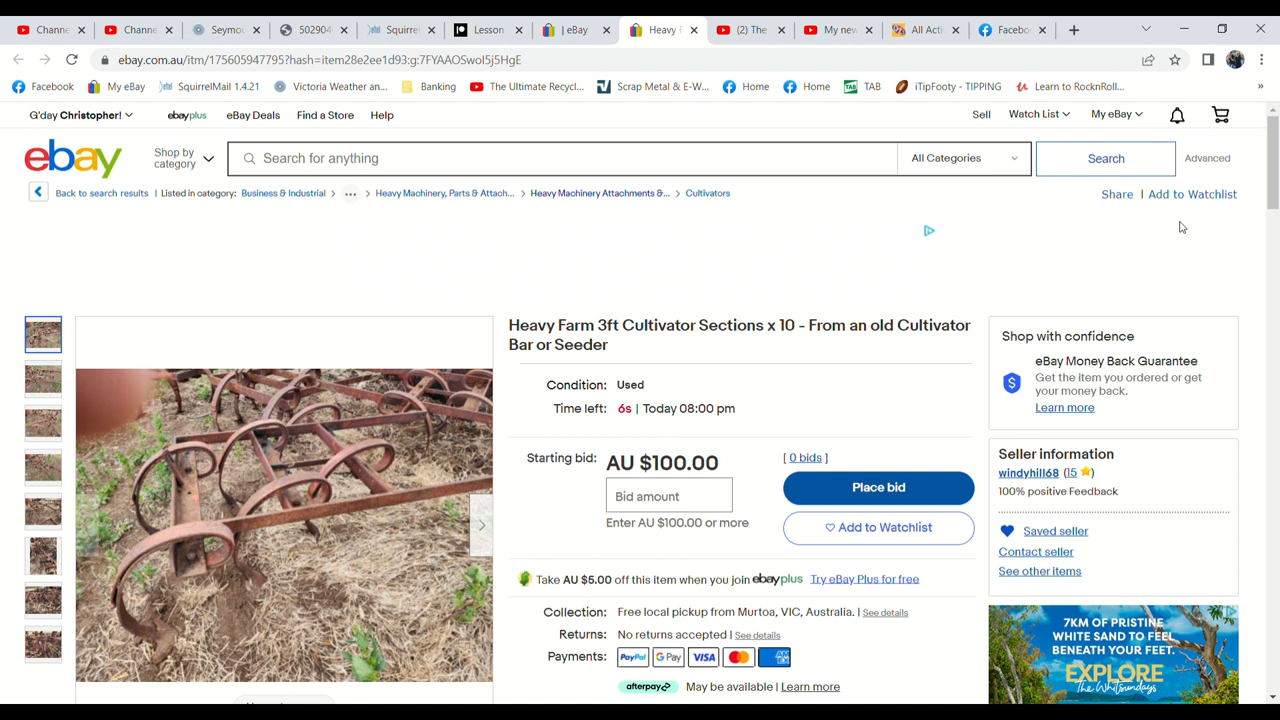 Channe
Channe
Seymou
50290
Squirrel
Lesson
| eBay
Heavy F
(2) The
My new
All Acti
Faceboo
ebay.com.au/itm/175605947795?hash=item28e2ee1d93:g:7FYAAOSwol5j5HgE
Facebook
My eBay
SquirrelMail 1.4.21
Victoria Weather an...
Banking
The Ultimate Recycl...
Scrap Metal & E-W...
Home
Home
TAB TAB
iTipFooty - TIPPING
Learn to RocknRoll...
G'day Christopher!
ebayplus
eBay Deals
Find a Store
Help
Sell
Watch List
My eBay
ebay
Shop by category
Search for anything
All Categories
Search
Advanced
Back to search results | Listed in category: Business & Industrial > ... > Heavy Machinery, Parts & Attach... > Heavy Machinery Attachments &... > Cultivators
Share | Add to Watchlist
Heavy Farm 3ft Cultivator Sections x 10 - From an old Cultivator
Bar or Seeder
Condition: Used
Time left: 6s | Today 08:00 pm
Starting bid: AU $100.00
[ 0 bids ]
Bid amount
Place bid
Enter AU $100.00 or more
Add to Watchlist
Take AU $5.00 off this item when you join ebayplus Try eBay Plus for free
Collection: Free local pickup from Murtoa, VIC, Australia. | See details
Returns: No returns accepted | See details
Payments: PayPal G Pay VISA
afterpay May be available | Learn more
Shop with confidence
eBay Money Back Guarantee
Get the item you ordered or get
your money back.
Learn more
Seller information
windyhill68 (15)
100% positive Feedback
Saved seller
Contact seller
See other items
7KM OF PRISTINE
WHITE SAND TO FEEL
BENEATH YOUR FEET.
EXPLORE
The Whitsundays